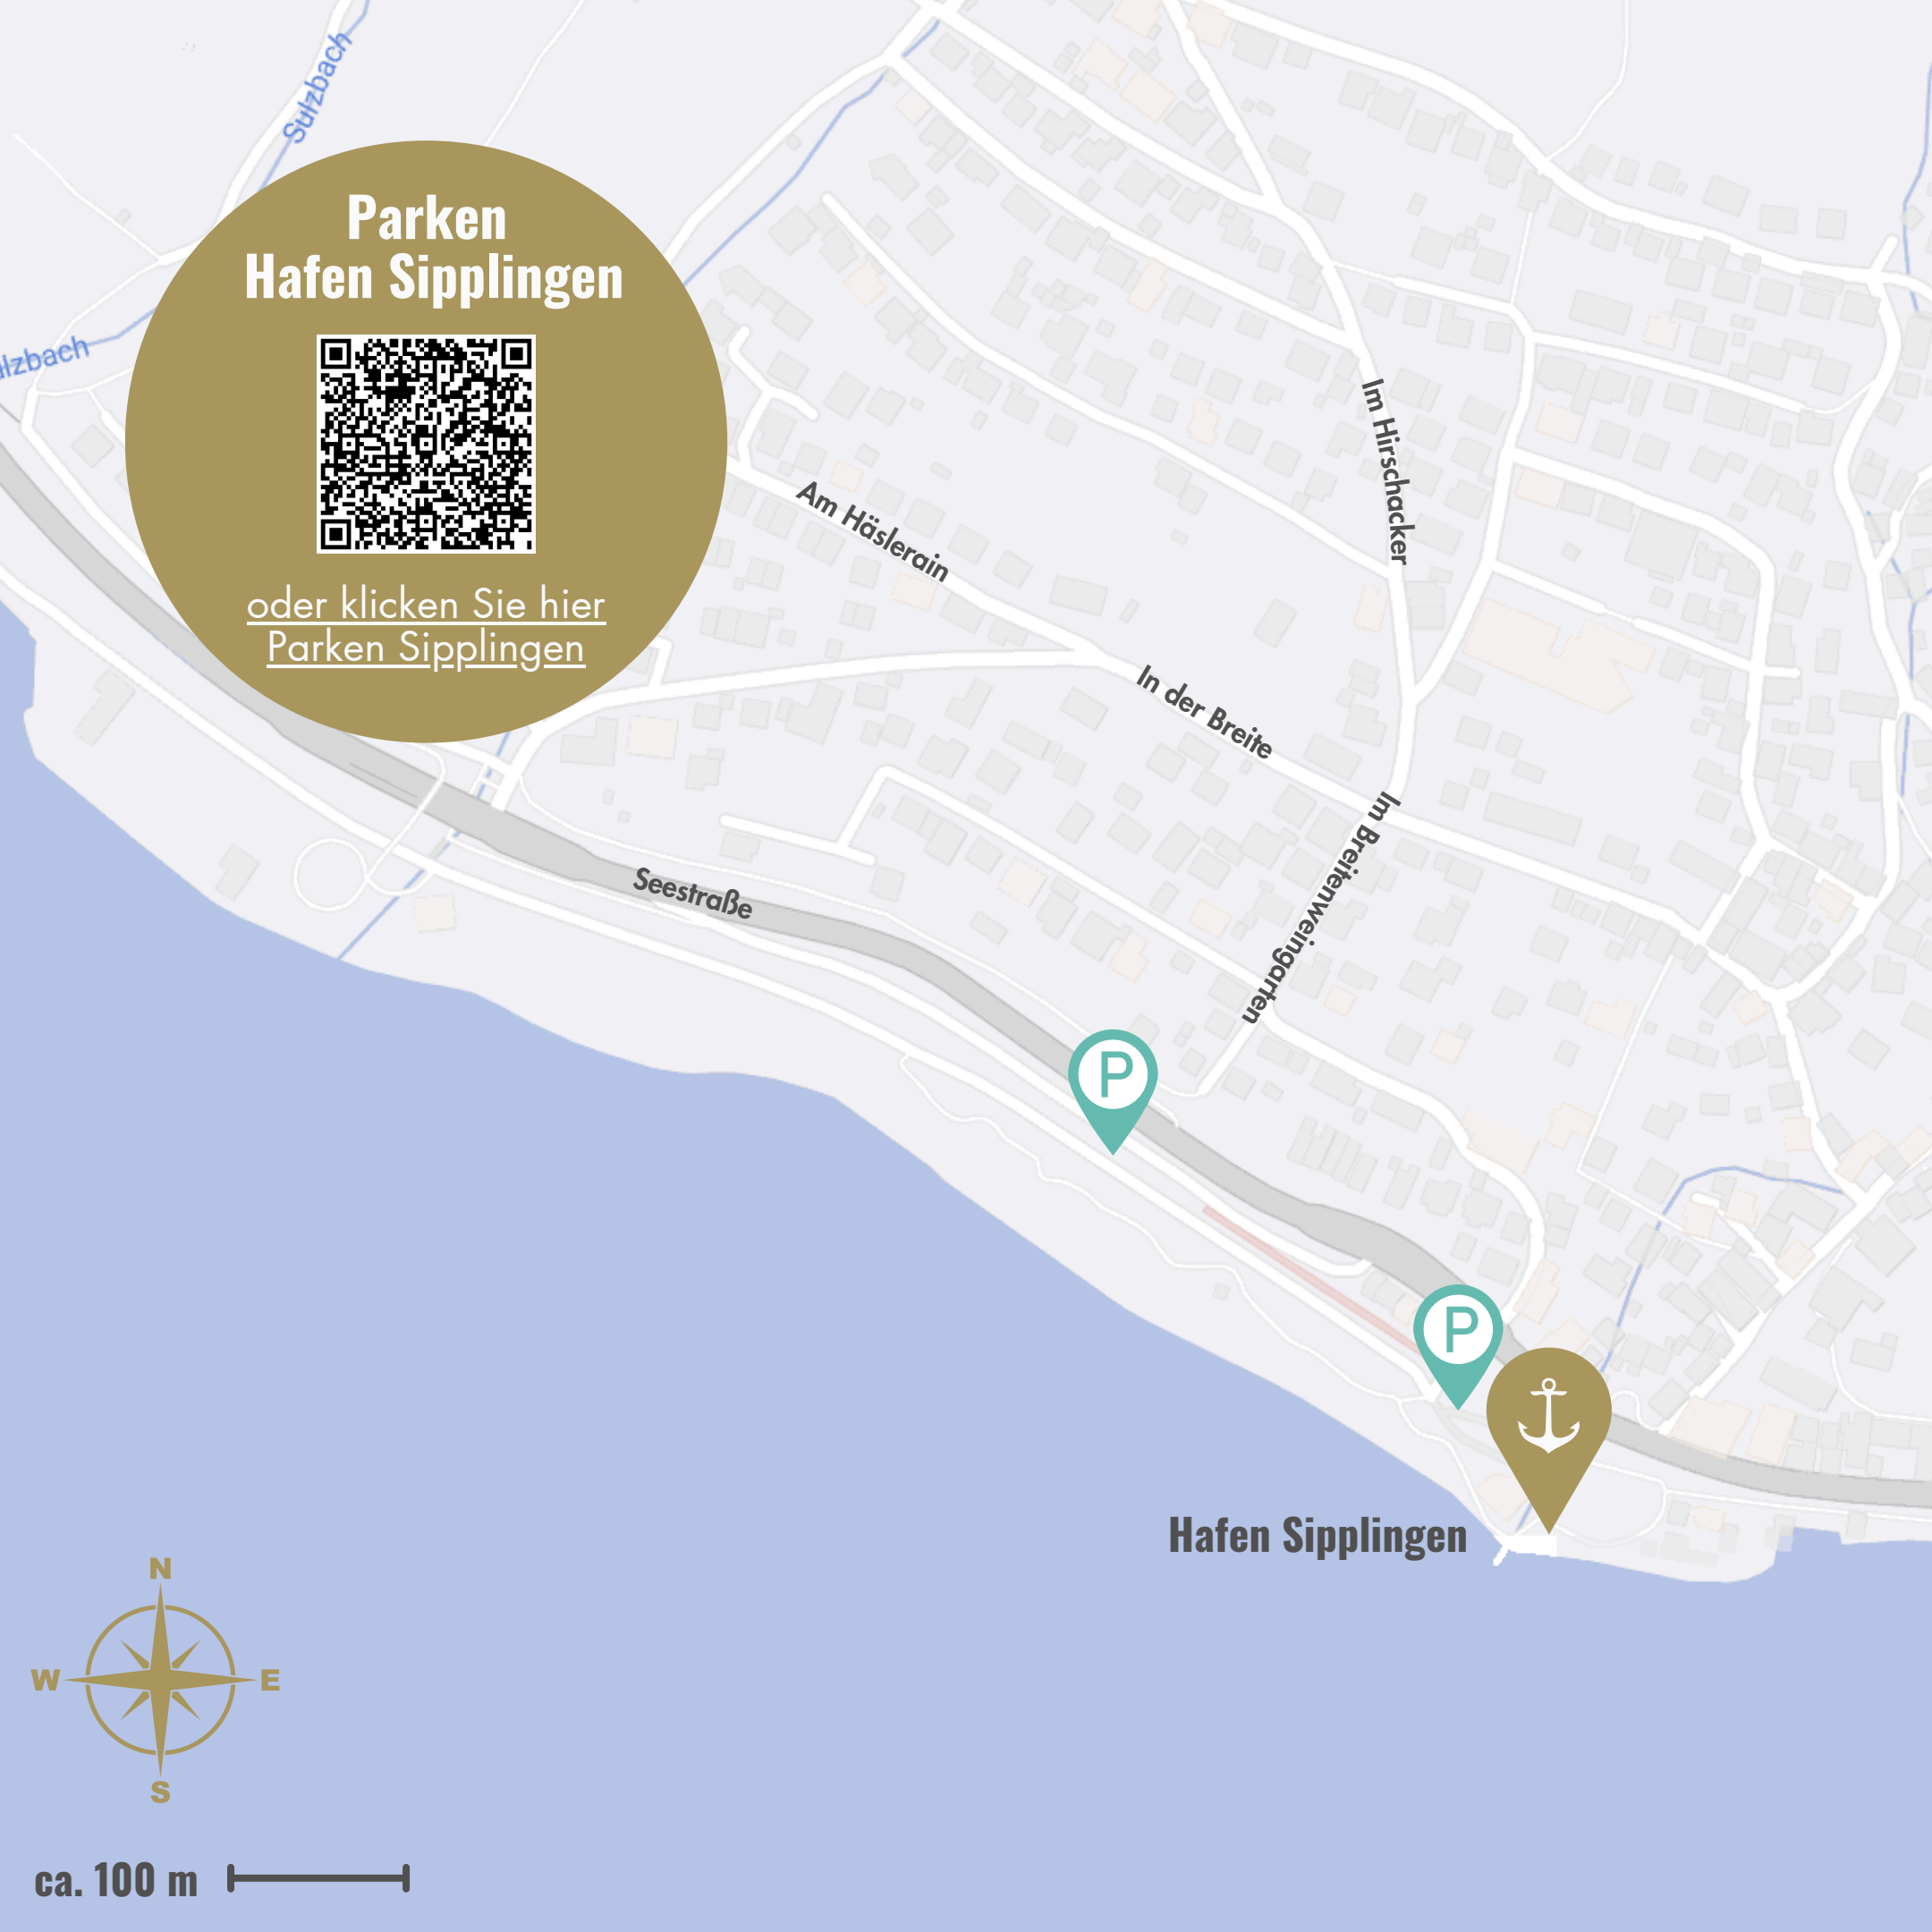 Sulzbach
Parken
Hafen Sipplingen
lzbach
oder klicken Sie hier
Parken Sipplingen
Im Hirschacker
Am Häslerain
In der Breite
Im Breitenweingarten
Seestraße
P
P
Hafen Sipplingen
N
W E
S
ca. 100 m